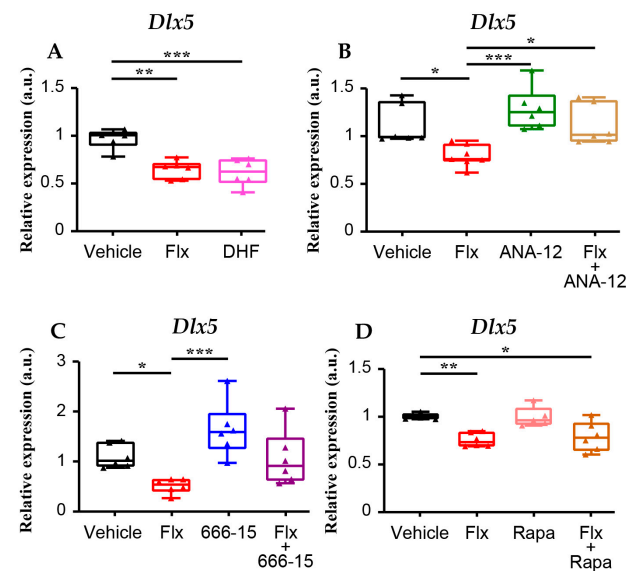 Dlx5
A
***
**
Relative expression (a.u.)
1.5
1
0.5
0
Vehicle Flx DHF
Dlx5
B
*
***
*
Relative expression (a.u.)
1.5
1
0.5
0
Vehicle Flx ANA-12 Flx
+
ANA-12
Dlx5
C
* ***
Relative expression (a.u.)
3
2
1
0
Vehicle Flx 666-15 Flx
+
666-15
Dlx5
D
*
**
Relative expression (a.u.)
1.5
1
0.5
0
Vehicle Flx Rapa Flx
+
Rapa